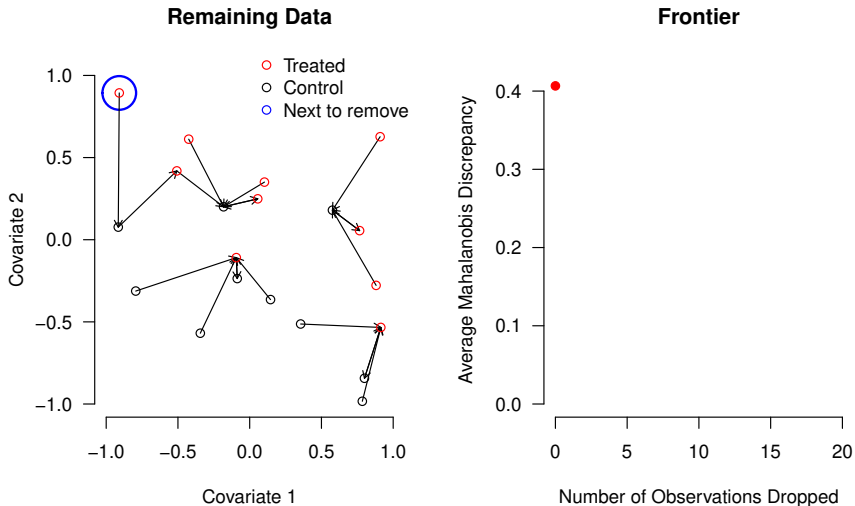 Remaining Data
Treated
Control
Next to remove
1.0
0.5
0.0
−0.5
−1.0
Covariate 2
−1.0
−0.5
0.0
0.5
1.0
Covariate 1
Frontier
0.4
0.3
0.2
0.1
0.0
Average Mahalanobis Discrepancy
0
5
10
15
20
Number of Observations Dropped